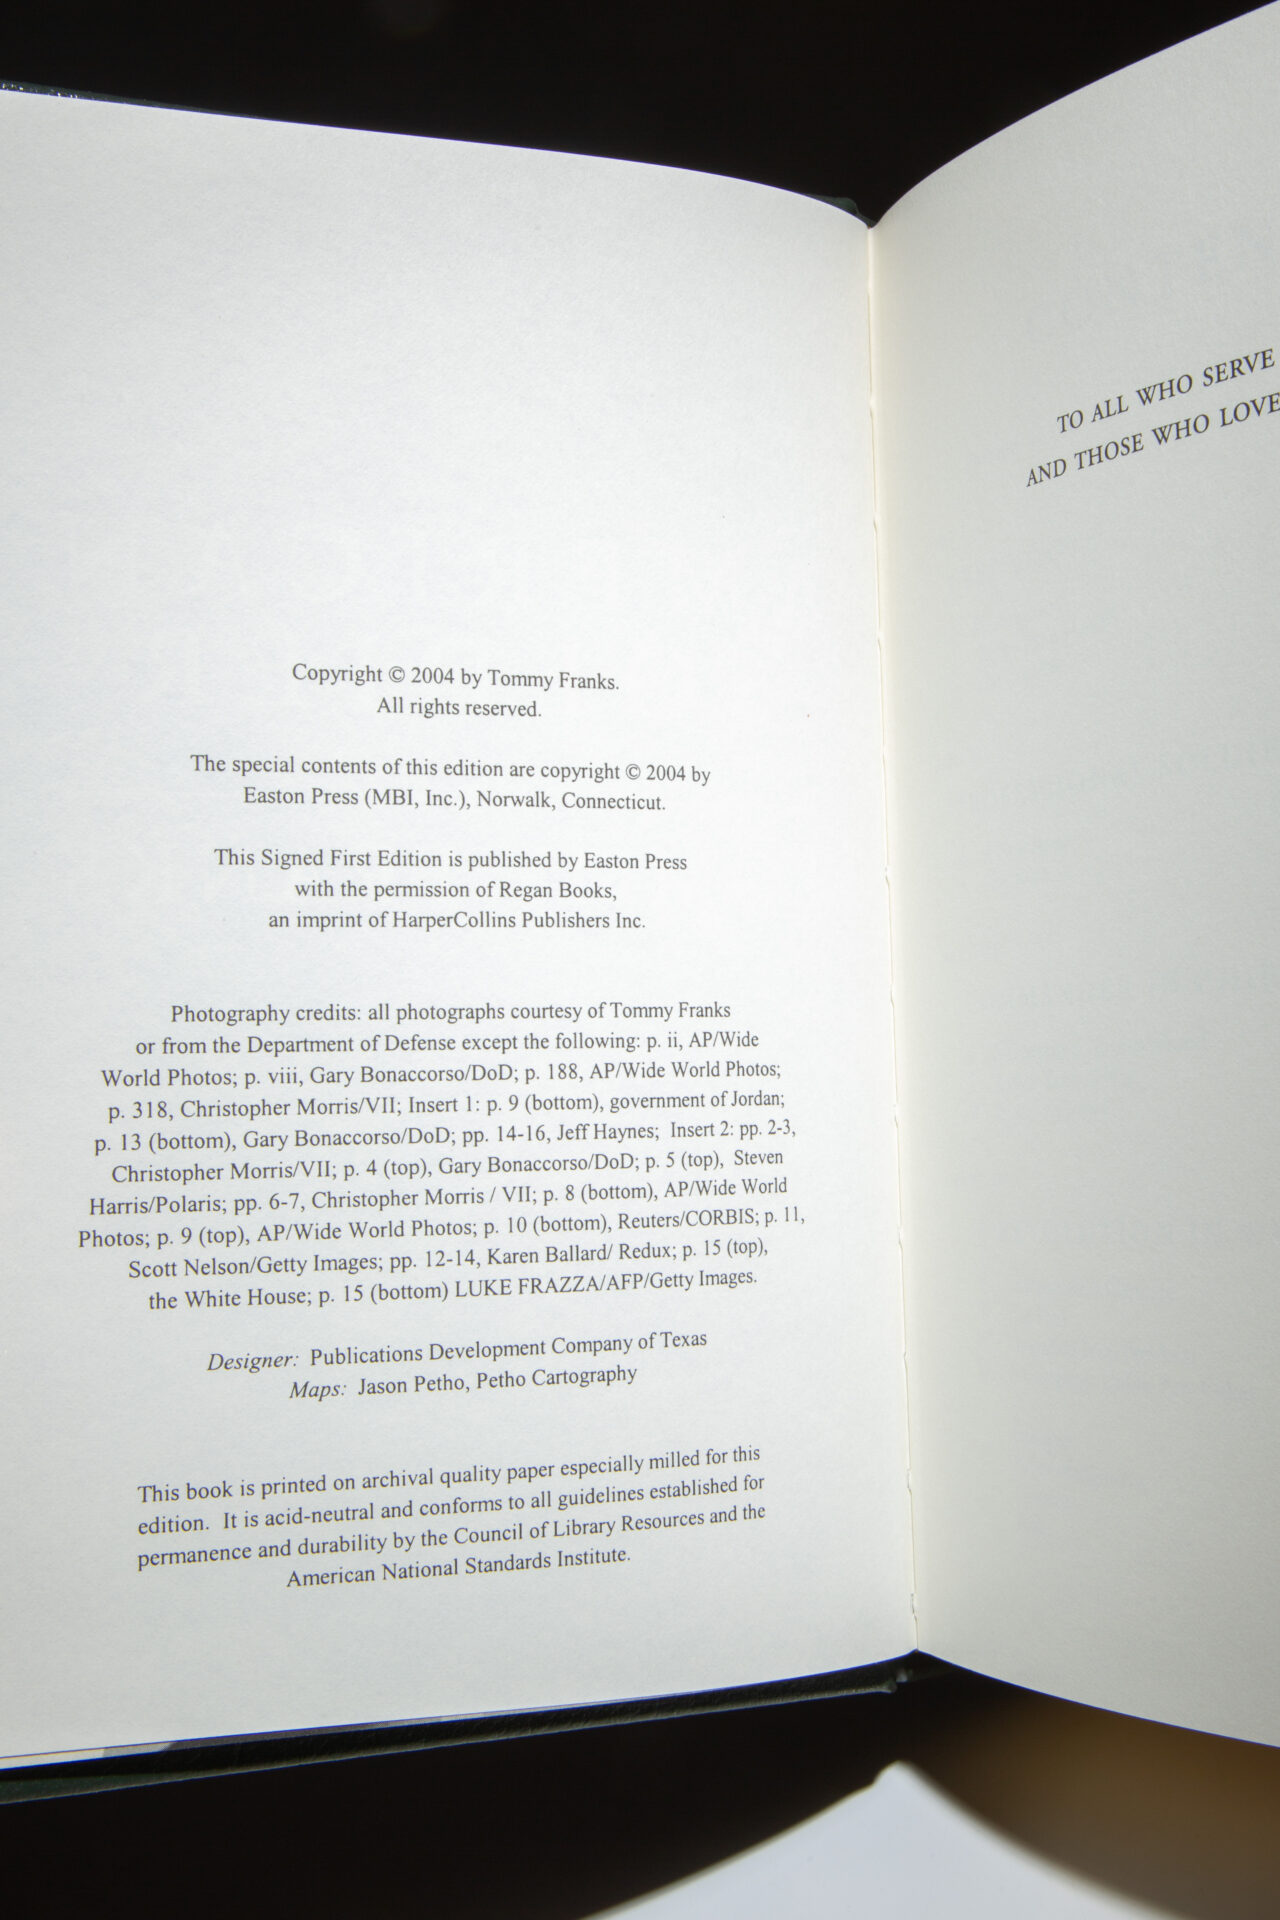 Copyright © 2004 by Tommy Franks.
All rights reserved.
The special contents of this edition are copyright © 2004 by
Easton Press (MBI, Inc.), Norwalk, Connecticut.
This Signed First Edition is published by Easton Press
with the permission of Regan Books,
an imprint of HarperCollins Publishers Inc.
Photography credits: all photographs courtesy of Tommy Franks
or from the Department of Defense except the following: p. ii, AP/Wide
World Photos; p. viii, Gary Bonaccorso/DoD; p. 188, AP/Wide World Photos;
p. 318, Christopher Morris/VII; Insert 1: p. 9 (bottom), government of Jordan;
p. 13 (bottom), Gary Bonaccorso/DoD; pp. 14-16, Jeff Haynes; Insert 2: pp. 2-3,
Christopher Morris/VII; p. 4 (top), Gary Bonaccorso/DoD; p. 5 (top), Steven
Harris/Polaris; pp. 6-7, Christopher Morris / VII; p. 8 (bottom), AP/Wide World
Photos; p. 9 (top), AP/Wide World Photos; p. 10 (bottom), Reuters/CORBIS; p. 11,
Scott Nelson/Getty Images; pp. 12-14, Karen Ballard/ Redux; p. 15 (top),
the White House; p. 15 (bottom) LUKE FRAZZA/AFP/Getty Images.
Designer: Publications Development Company of Texas
Maps: Jason Petho, Petho Cartography
This book is printed on archival quality paper especially milled for this
edition. It is acid-neutral and conforms to all guidelines established for
permanence and durability by the Council of Library Resources and the
American National Standards Institute.
TO ALL WHO SERVE
AND THOSE WHO LOVE